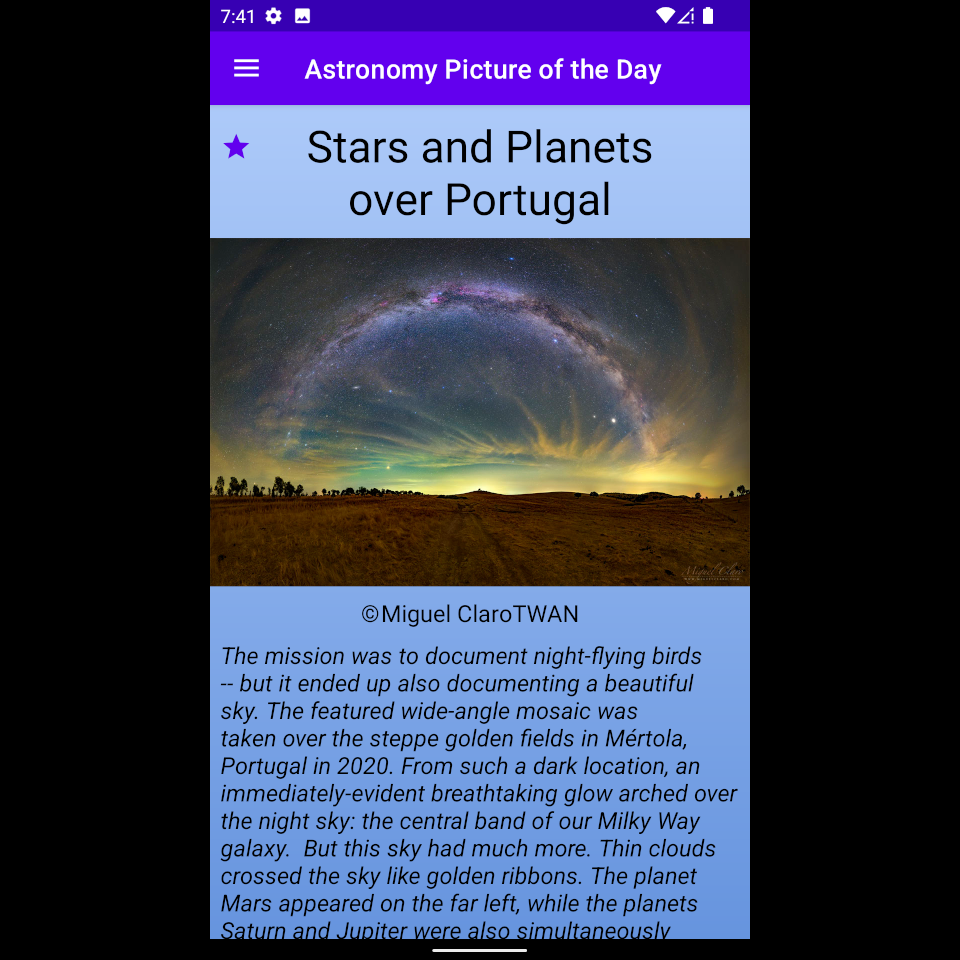 7:41
Astronomy Picture of the Day
Stars and Planets
over Portugal
Miguel Claro
©Miguel ClaroTWAN
The mission was to document night-flying birds
-- but it ended up also documenting a beautiful
sky. The featured wide-angle mosaic was
taken over the steppe golden fields in Mértola,
Portugal in 2020. From such a dark location, an
immediately-evident breathtaking glow arched over
the night sky: the central band of our Milky Way
galaxy.  But this sky had much more. Thin clouds
crossed the sky like golden ribbons. The planet
Mars appeared on the far left, while the planets
Saturn and Jupiter were also simultaneously